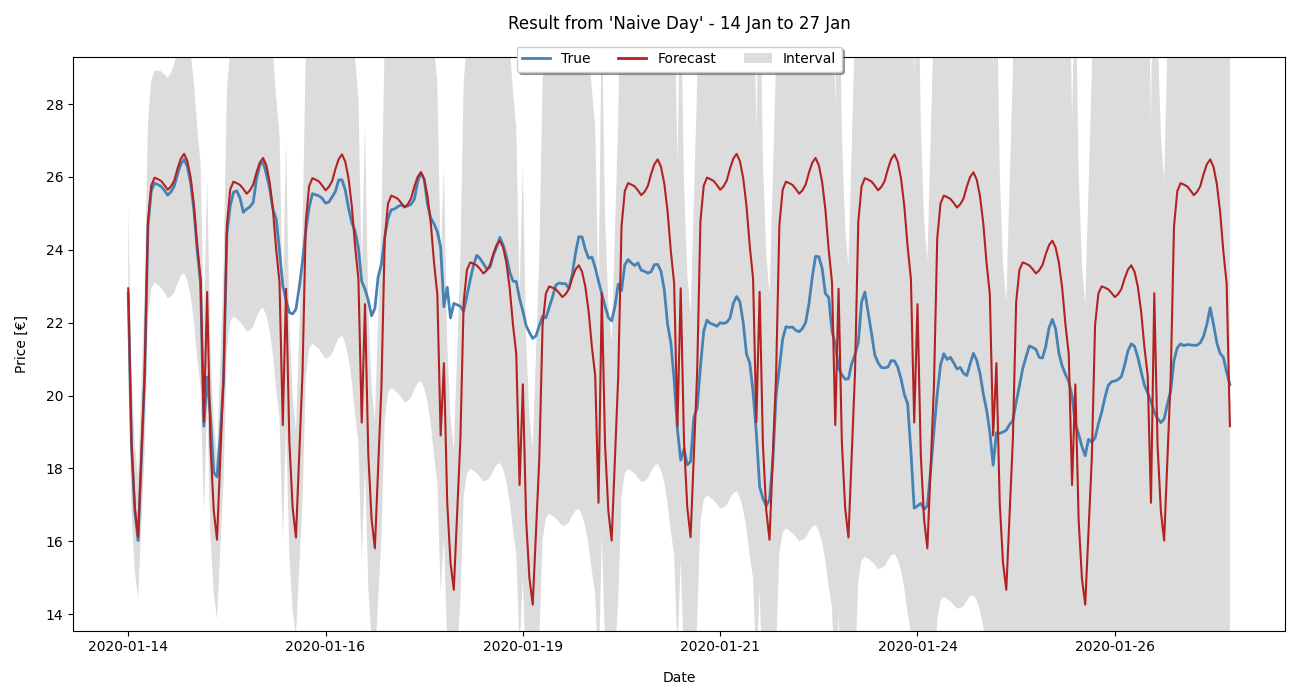 Result from 'Naive Day' - 14 Jan to 27 Jan
True Forecast Interval
28
26
24
22
20
18
16
14
Price [€]
2020-01-14 2020-01-16 2020-01-19 2020-01-21 2020-01-24 2020-01-26
Date